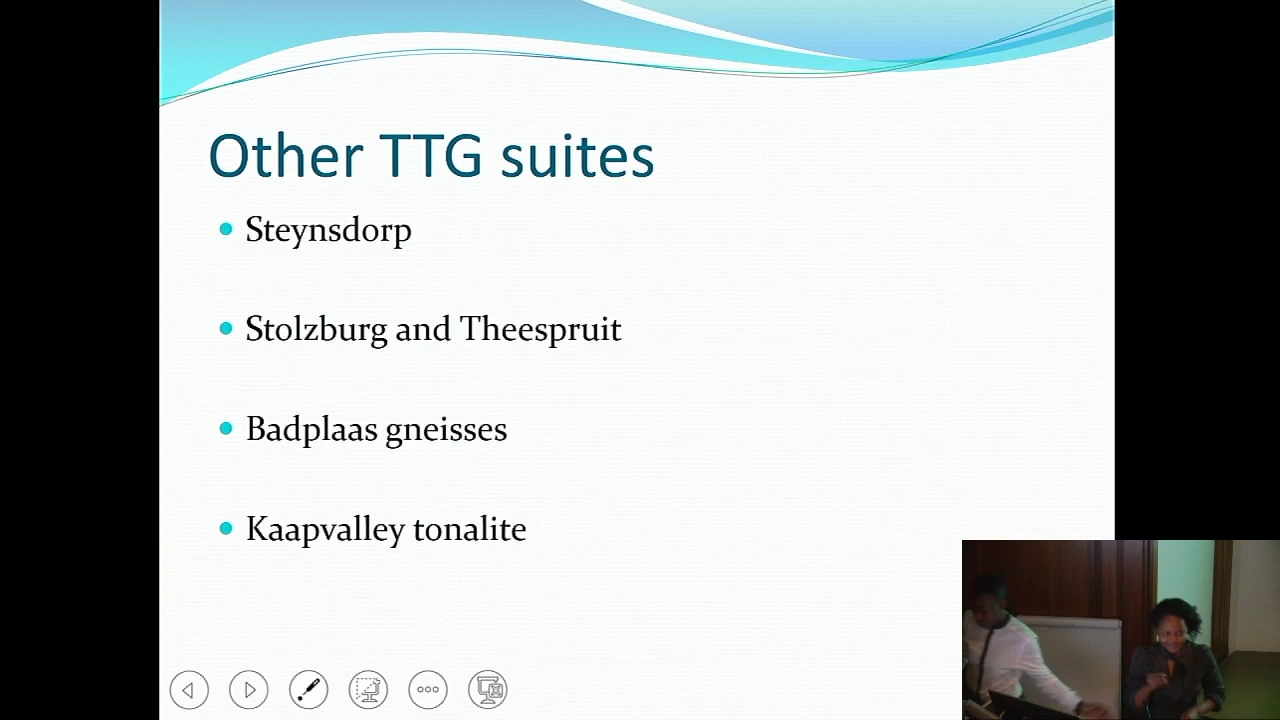 Other TTG suites
Steynsdorp
Stolzburg and Theespruit
Badplaas gneisses
Kaapvalley tonalite